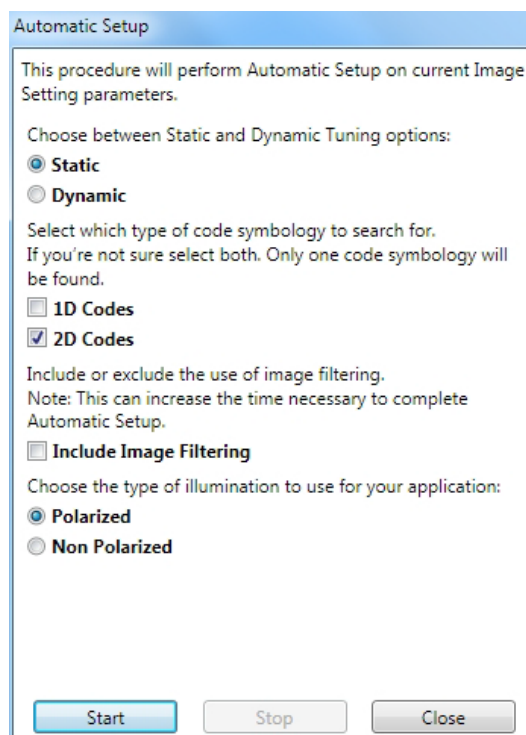 Automatic Setup
This procedure will perform Automatic Setup on current Image
Setting parameters.
Choose between Static and Dynamic Tuning options:
Static
Dynamic
Select which type of code symbology to search for.
If you're not sure select both. Only one code symbology will
be found.
1D Codes
2D Codes
Include or exclude the use of image filtering.
Note: This can increase the time necessary to complete
Automatic Setup.
Include Image Filtering
Choose the type of illumination to use for your application:
Polarized
Non Polarized
Start Stop Close